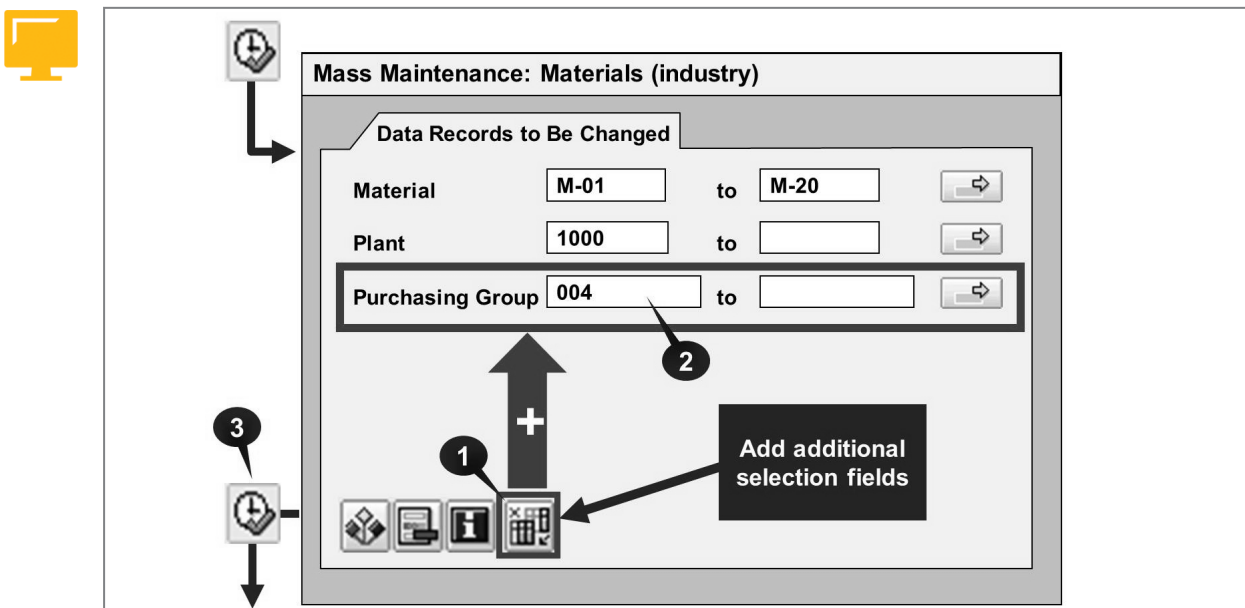 Mass Maintenance: Materials (industry)
Data Records to Be Changed
Material M-01 to M-20
Plant 1000 to
Purchasing Group 004 to
2
+
3
1
Add additional
selection fields